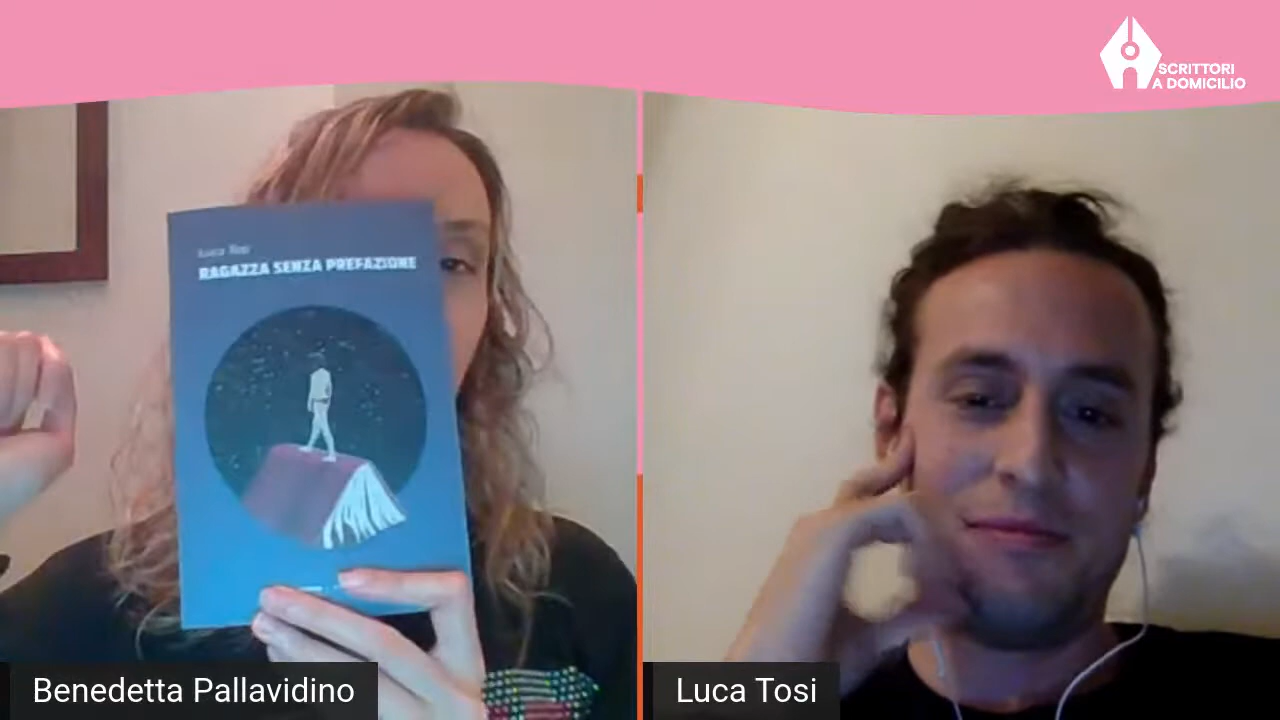 SCRITTORI
A DOMICILIO
Luca Tosi
RAGAZZA SENZA PREFAZIONE
Benedetta Pallavidino
Luca Tosi